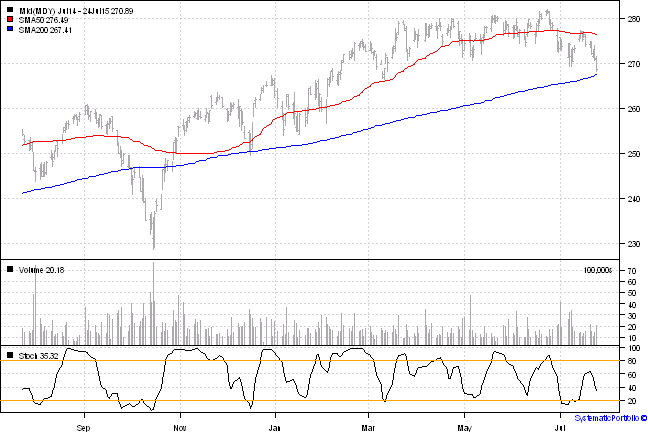 Mid(MDY) Jul14 - 24Jul15 270.89
SMA50 276.49
SMA200 267.41
280
270
260
250
240
230
Volume 20.18
100,000s
70
60
50
40
30
20
10
Stoch 35.32
100
80
60
40
20
Sep
Nov
Jan
Mar
May
Jul
SystematicPortfolio ©